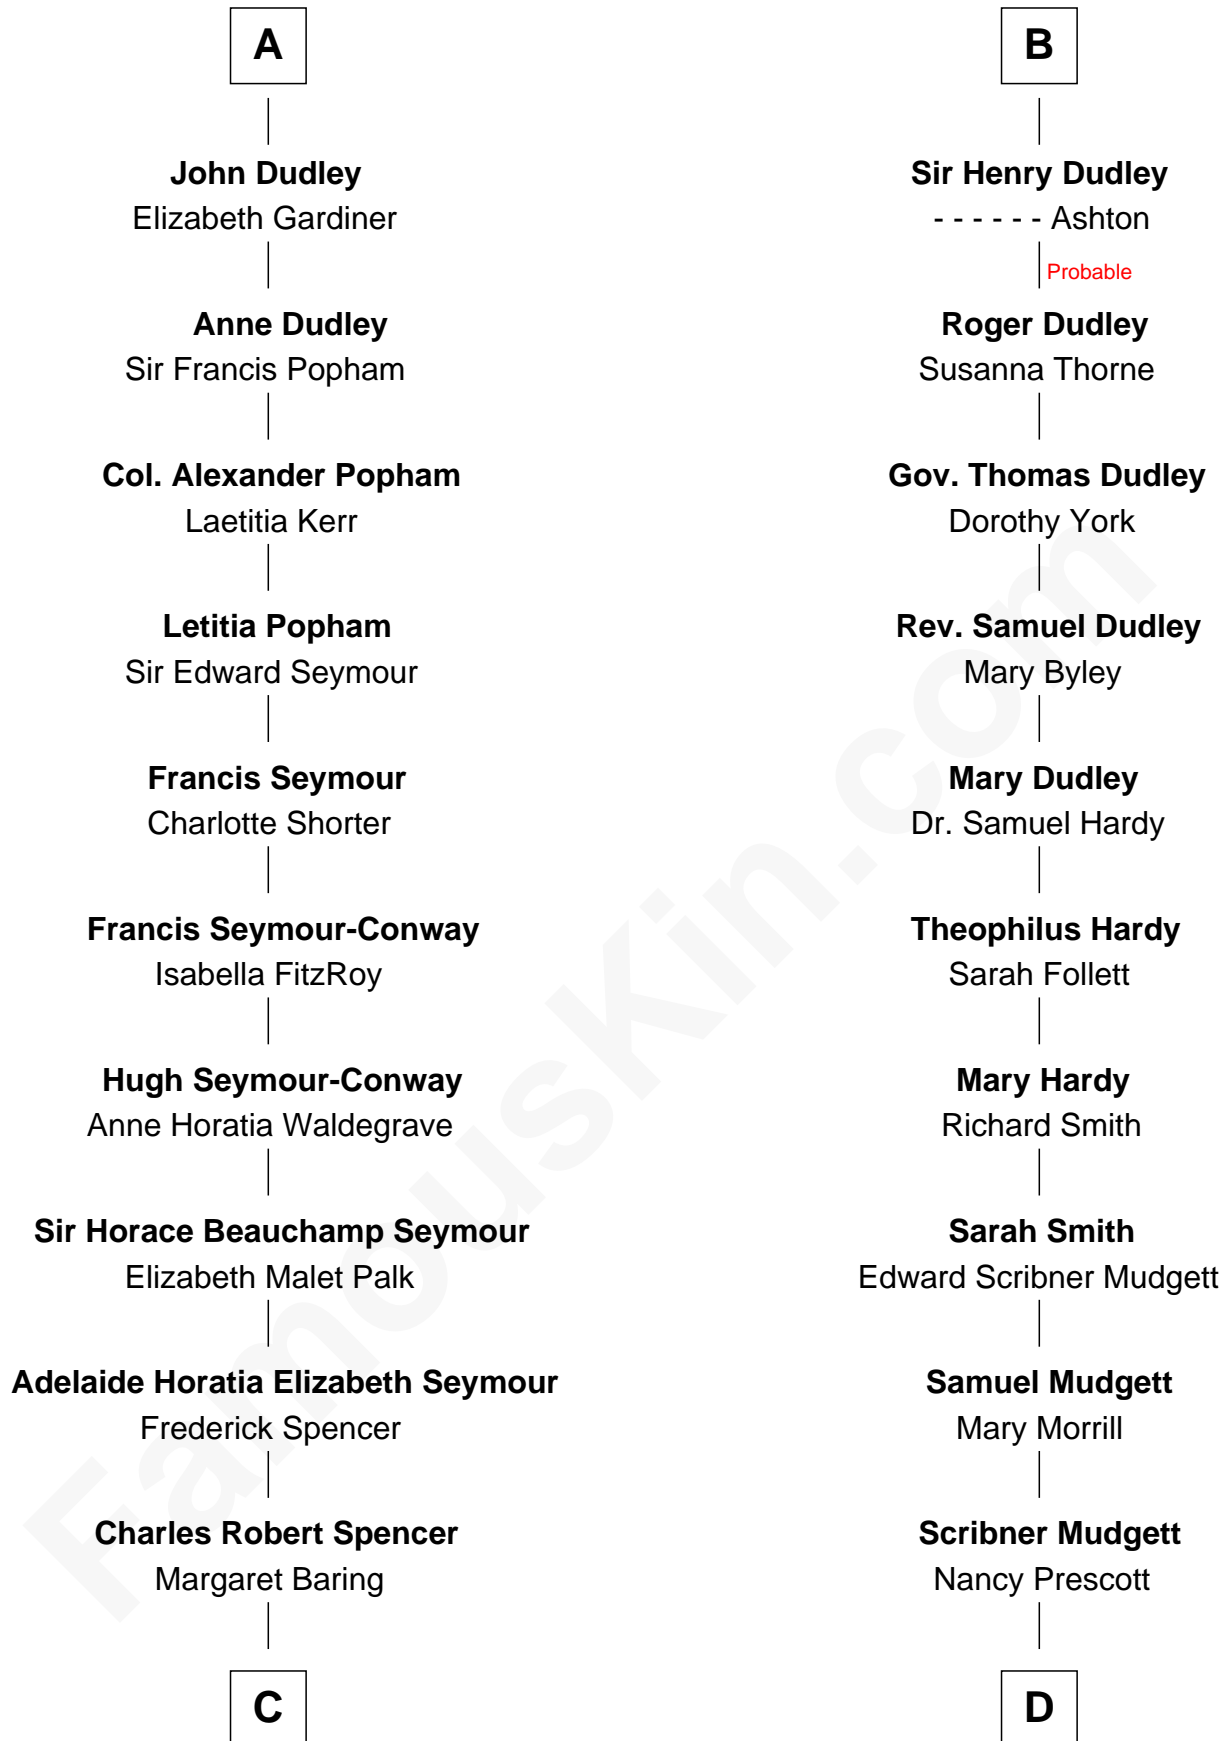 A
John Dudley
Elizabeth Gardiner
Anne Dudley
Sir Francis Popham
Col. Alexander Popham
Laetitia Kerr
Letitia Popham
Sir Edward Seymour
Francis Seymour
Charlotte Shorter
Francis Seymour-Conway
Isabella FitzRoy
Hugh Seymour-Conway
Anne Horatia Waldegrave
Sir Horace Beauchamp Seymour
Elizabeth Malet Palk
Adelaide Horatia Elizabeth Seymour
Frederick Spencer
Charles Robert Spencer
Margaret Baring
C
B
Sir Henry Dudley
- - - - - - Ashton
Probable
Roger Dudley
Susanna Thorne
Gov. Thomas Dudley
Dorothy York
Rev. Samuel Dudley
Mary Byley
Mary Dudley
Dr. Samuel Hardy
Theophilus Hardy
Sarah Follett
Mary Hardy
Richard Smith
Sarah Smith
Edward Scribner Mudgett
Samuel Mudgett
Mary Morrill
Scribner Mudgett
Nancy Prescott
D
FamousKin.com